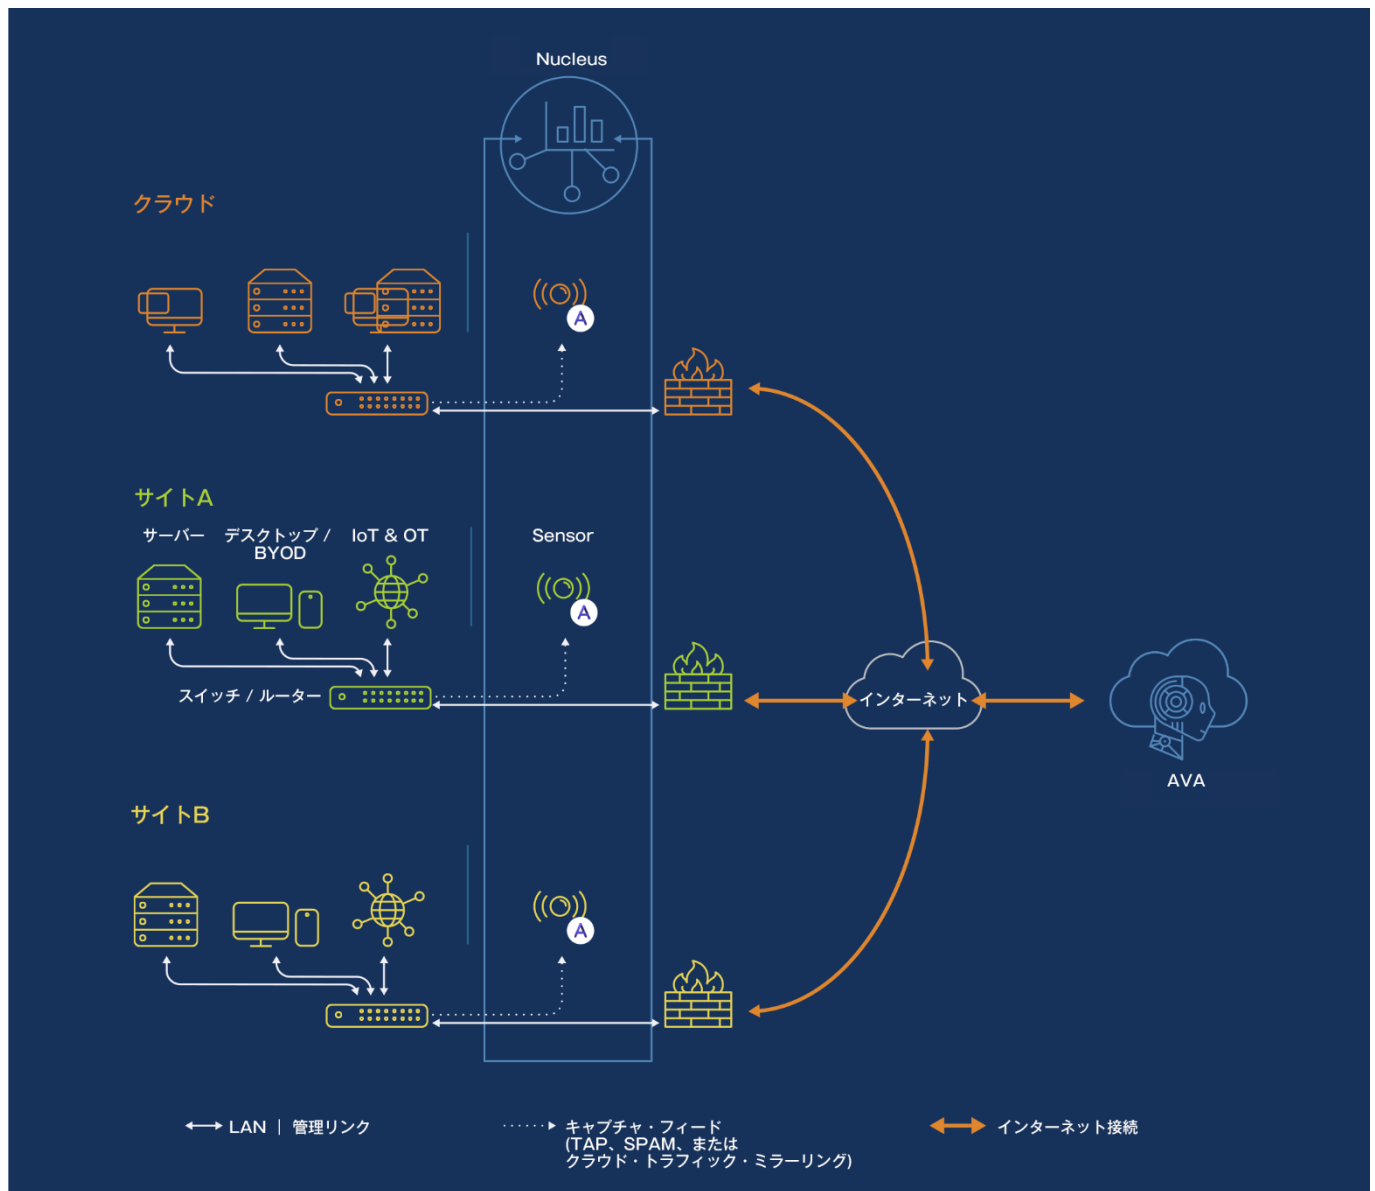 Nucleus
クラウド
A
サイトA
サーバー
デスクトップ /
BYOD
IoT & OT
Sensor
A
スイッチ / ルーター
インターネット
AVA
サイトB
A
LAN | 管理リンク
キャプチャ・フィード
(TAP、SPAM、または
クラウド・トラフィック・ミラーリング)
インターネット接続